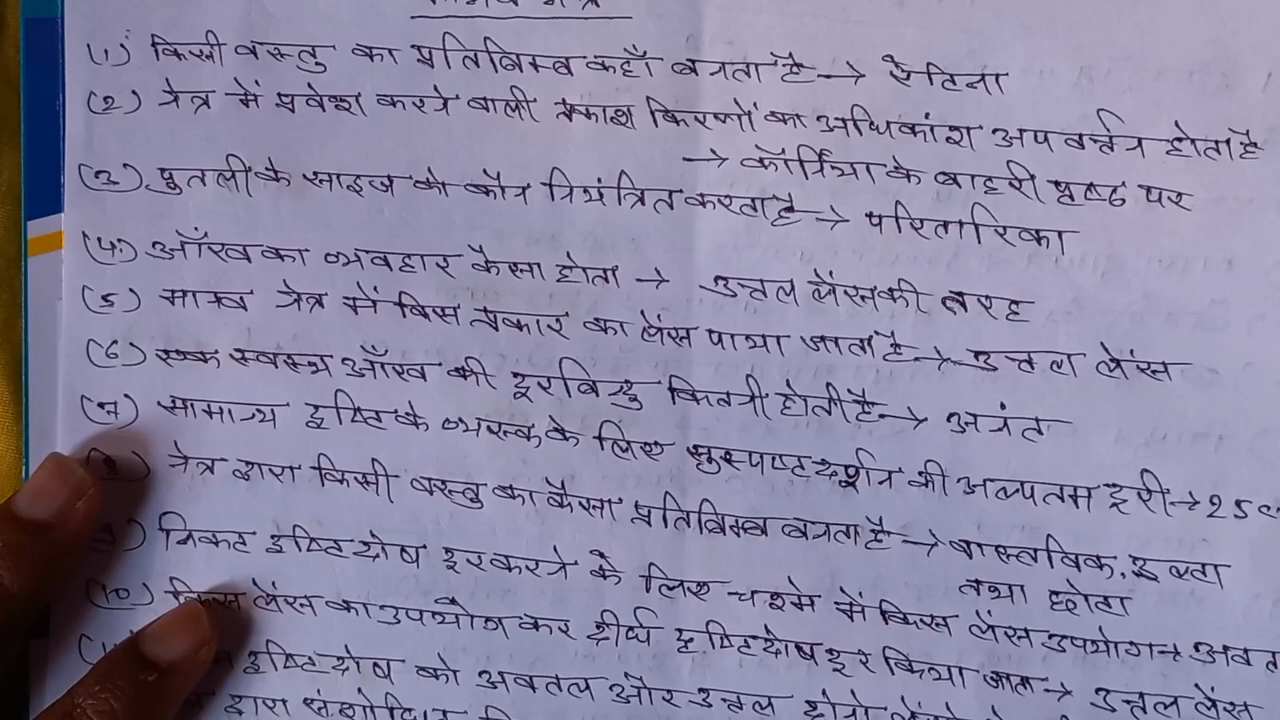 (1) किसी वस्तु का प्रतिबिम्ब कहाँ बनता है → रेटिना
(2) नेत्र में प्रवेश करने वाली प्रकाश किरणों का अधिकांश अपवर्त्तन होता है
→ कॉर्निया के बाहरी पृष्ठ पर
(3) पुतली के साइज को कौन नियंत्रित करता है → परितारिका
(4) आँख का व्यवहार कैसा होता → उत्तल लेंस की तरह
(5) मानव नेत्र में किस प्रकार का लेंस पाया जाता है → उत्तल लेंस
(6) एक स्वस्थ आँख की दूरबिन्दु कितनी होती है → अनंत
(7) सामान्य दृष्टि के व्यस्क के लिए सुस्पष्ट दर्शन की अल्पतम दूरी → 25
(8) नेत्र द्वारा किसी वस्तु का कैसा प्रतिबिम्ब बनता है → वास्तविक, उल्टा
तथा छोटा
9) निकट दृष्टि दोष दूर करने के लिए चश्मे में किस लेंस उपयोग →
(10) किस लेंस का उपयोग कर दीर्घ दृष्टि दोष दूर किया जाता → उत्तल लेंस
दृष्टि दोष को अवतल और उत्तल दोनों
द्वारा